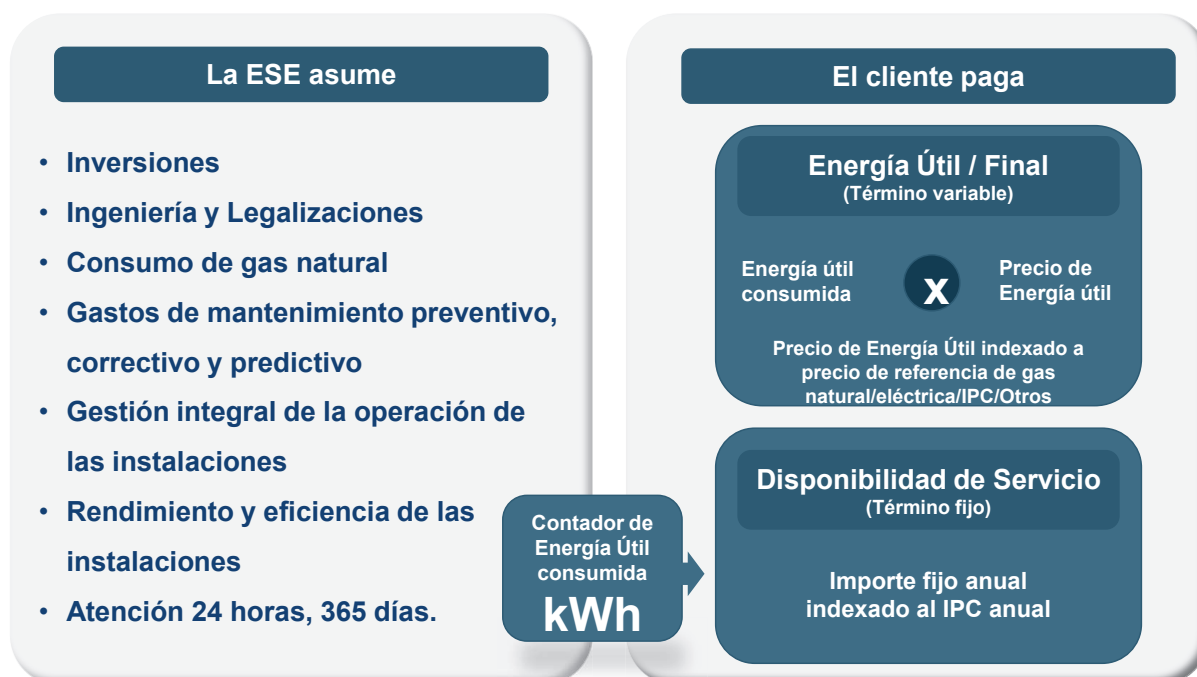 La ESE asume
• Inversiones
• Ingeniería y Legalizaciones
• Consumo de gas natural
• Gastos de mantenimiento preventivo,
correctivo y predictivo
• Gestión integral de la operación de
las instalaciones
• Rendimiento y eficiencia de las
instalaciones
• Atención 24 horas, 365 días.
Contador de
Energía Útil
consumida
kWh
El cliente paga
Energía Útil / Final
(Término variable)
Energía útil
consumida
x
Precio de
Energía útil
Precio de Energía Útil indexado a
precio de referencia de gas
natural/eléctrica/IPC/Otros
Disponibilidad de Servicio
(Término fijo)
Importe fijo anual
indexado al IPC anual